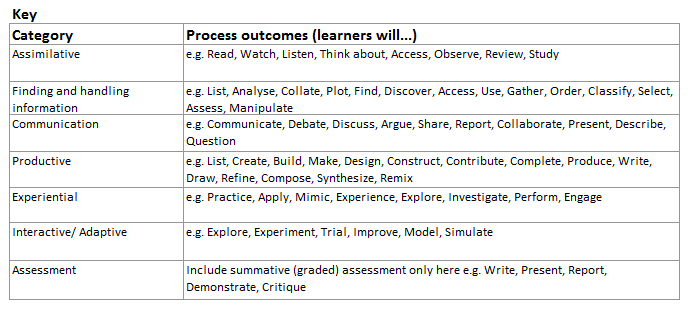 Key
Category Process outcomes (learners will...)
Assimilative e.g. Read, Watch, Listen, Think about, Access, Observe, Review, Study
Finding and handling e.g. List, Analyse, Collate, Plot, Find, Discover, Access, Use, Gather, Order, Classify, Select,
information Assess, Manipulate
Communication e.g. Communicate, Debate, Discuss, Argue, Share, Report, Collaborate, Present, Describe,
Question
Productive e.g. List, Create, Build, Make, Design, Construct, Contribute, Complete, Produce, Write,
Draw, Refine, Compose, Synthesize, Remix
Experiential e.g. Practice, Apply, Mimic, Experience, Explore, Investigate, Perform, Engage
Interactive/ Adaptive e.g. Explore, Experiment, Trial, Improve, Model, Simulate
Assessment Include summative (graded) assessment only here e.g. Write, Present, Report,
Demonstrate, Critique